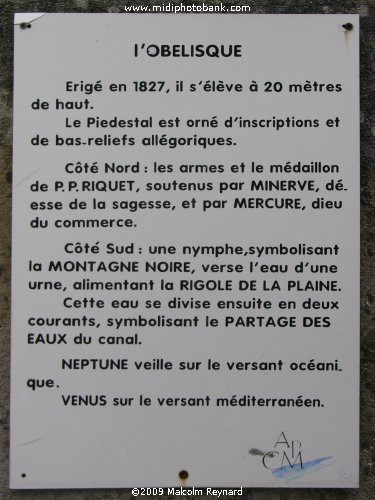 www.midiphotobank.com
l'OBELISQUE
Erigé en 1827, il s'élève à 20 mètres
de haut.
Le Piedestal est orné d'inscriptions et
de bas-reliefs allégoriques.
Côté Nord : les armes et le médaillon
de P.P.RIQUET, soutenus par MINERVE, dé-
esse de la sagesse, et par MERCURE, dieu
du commerce.
Côté Sud : une nymphe,symbolisant
la MONTAGNE NOIRE, verse l'eau d'une
urne, alimentant la RIGOLE DE LA PLAINE.
Cette eau se divise ensuite en deux
courants, symbolisant le PARTAGE DES
EAUX du canal.
NEPTUNE veille sur le versant océani-
que.
VENUS sur le versant méditerranéen.
©2009 Malcolm Reynard